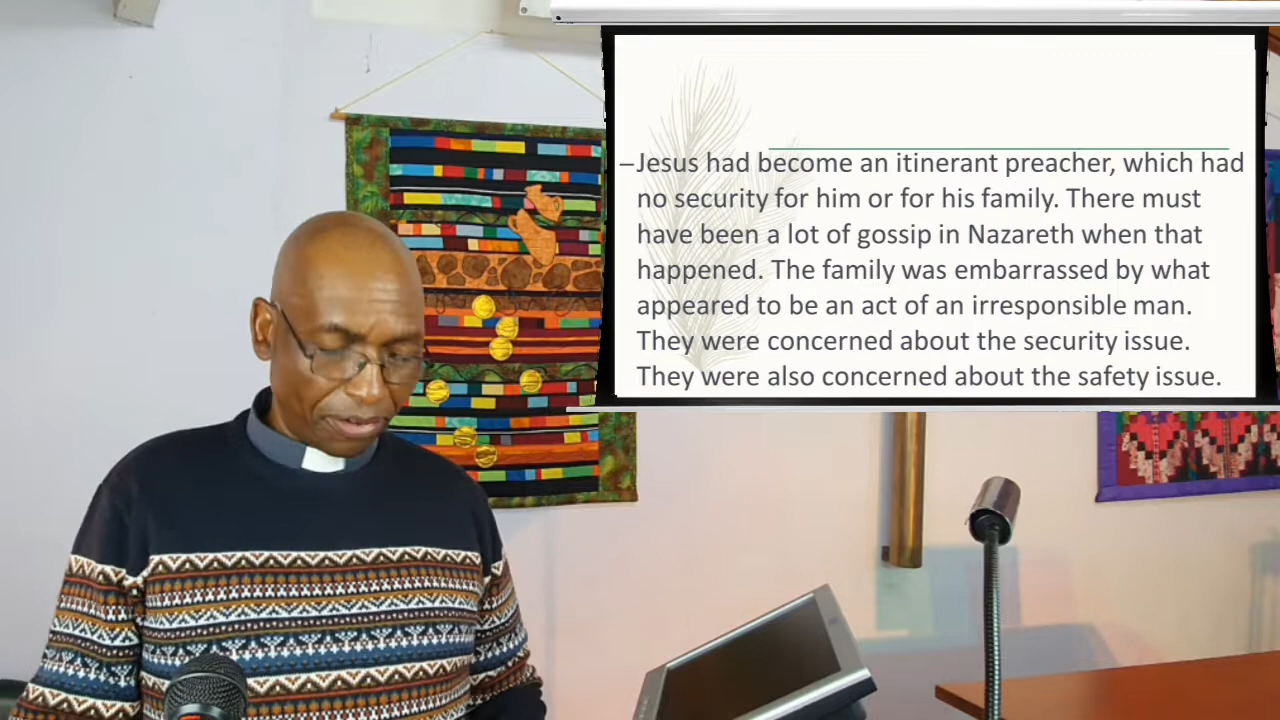 –Jesus had become an itinerant preacher, which had
no security for him or for his family. There must
have been a lot of gossip in Nazareth when that
happened. The family was embarrassed by what
appeared to be an act of an irresponsible man.
They were concerned about the security issue.
They were also concerned about the safety issue.